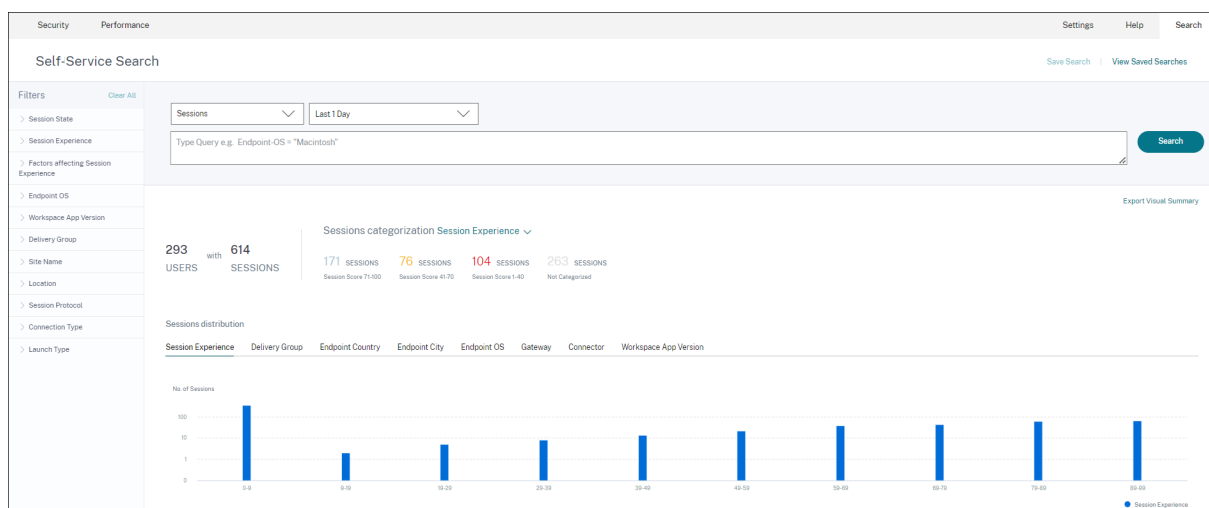 Security Performance Settings Help Search
Self-Service Search Save Search | View Saved Searches
Filters Clear All
Session State
Session Experience
Factors affecting Session
Experience
Endpoint OS
Workspace App Version
Delivery Group
Site Name
Location
Session Protocol
Connection Type
Launch Type
Sessions Last 1 Day
Type Query e.g. Endpoint-OS = "Macintosh"
Search
Export Visual Summary
293 with 614
USERS SESSIONS
Sessions categorization Session Experience
171 SESSIONS 76 SESSIONS 104 SESSIONS 263 SESSIONS
Session Score 71-100 Session Score 41-70 Session Score 1-40 Not Categorized
Sessions distribution
Session Experience Delivery Group Endpoint Country Endpoint City Endpoint OS Gateway Connector Workspace App Version
No. of Sessions
100
10
1
0
0-9 9-19 19-29 29-39 39-49 49-59 59-69 69-79 79-89 89-99
Session Experience